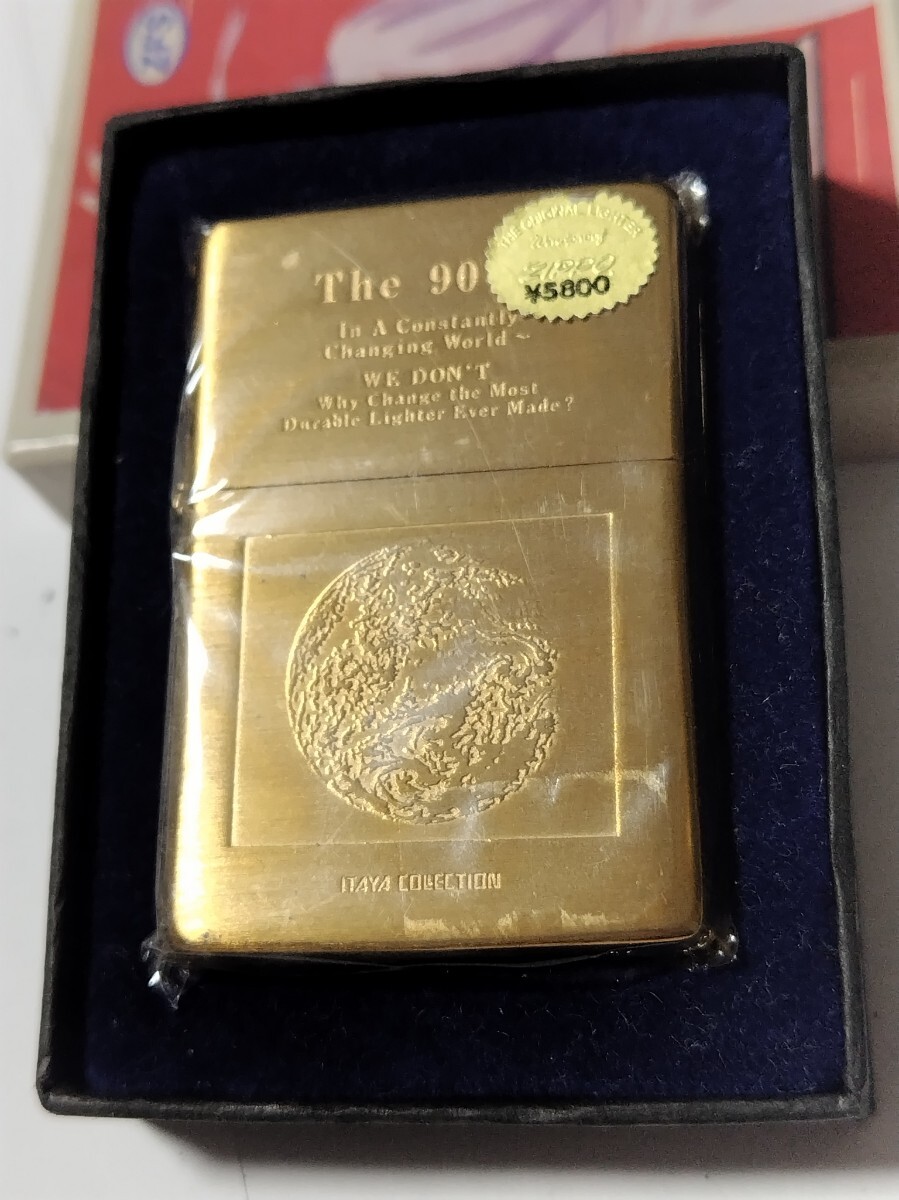 THE ORIGINAL LIGHTER
ZIPPO
¥5800
The 90
In A Constantly
Changing World~
WE DON'T
Why Change the Most
Durable Lighter Ever Made?
ITAYA COLLECTION